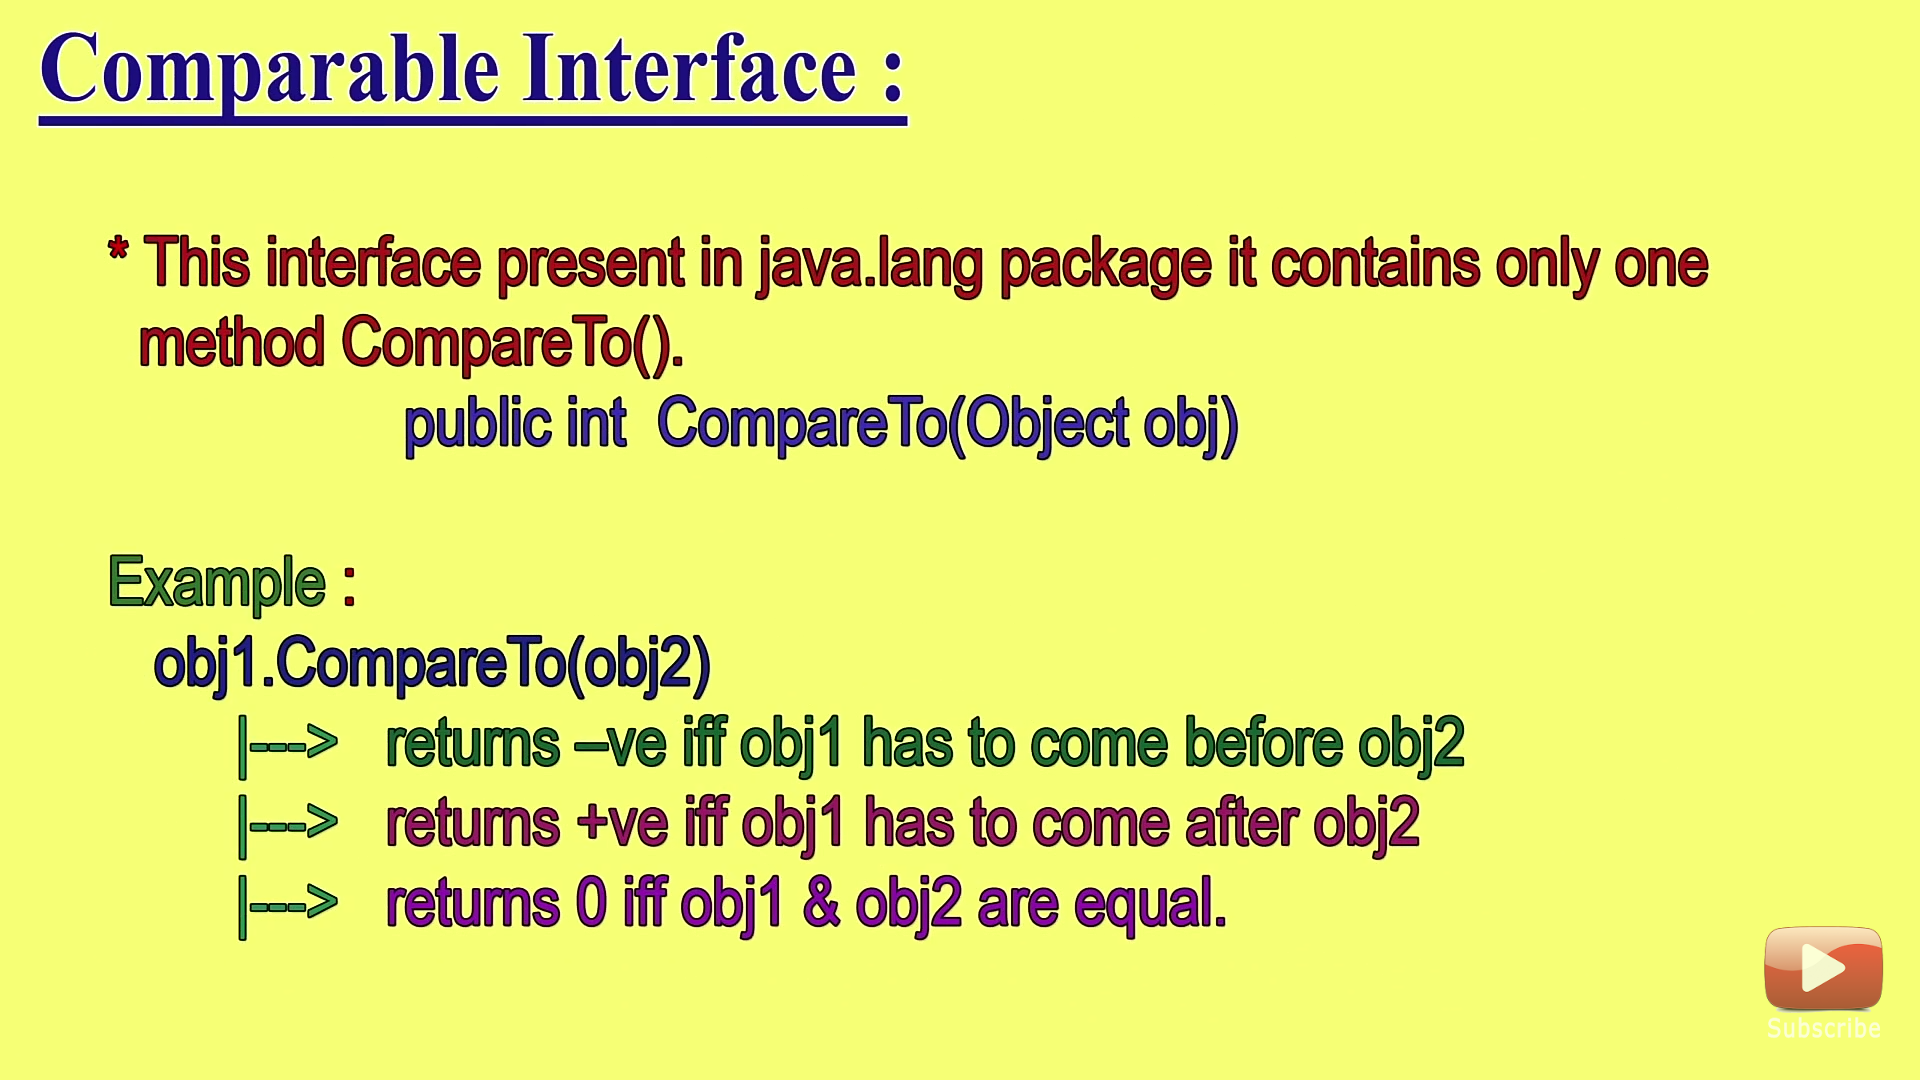 Comparable Interface :
* This interface present in java.lang package it contains only one
method CompareTo().
public int CompareTo(Object obj)
Example :
obj1.CompareTo(obj2)
|---> returns –ve iff obj1 has to come before obj2
|---> returns +ve iff obj1 has to come after obj2
|---> returns 0 iff obj1 & obj2 are equal.
Subscribe